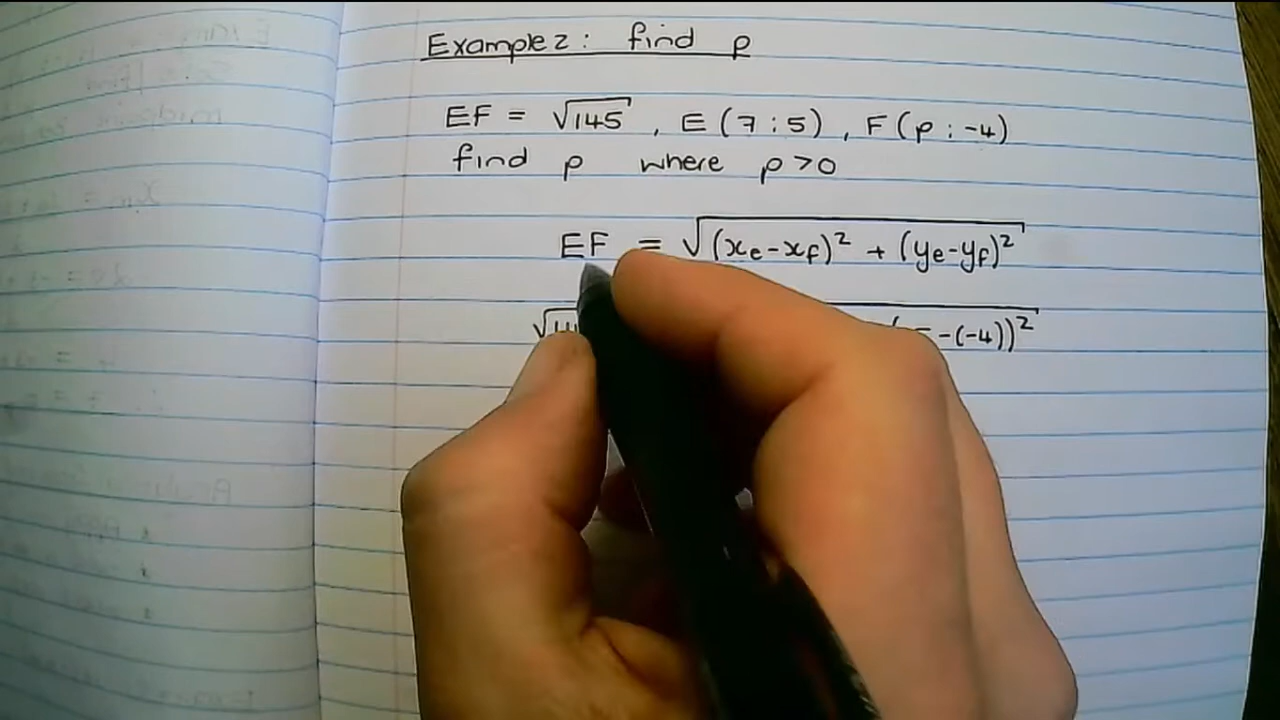 Example 2: find p
EF = √145, E (7 ; 5), F (p ; -4)
find p where p > 0
EF = √(xe - xf)² + (ye - yf)²
-(-4))²